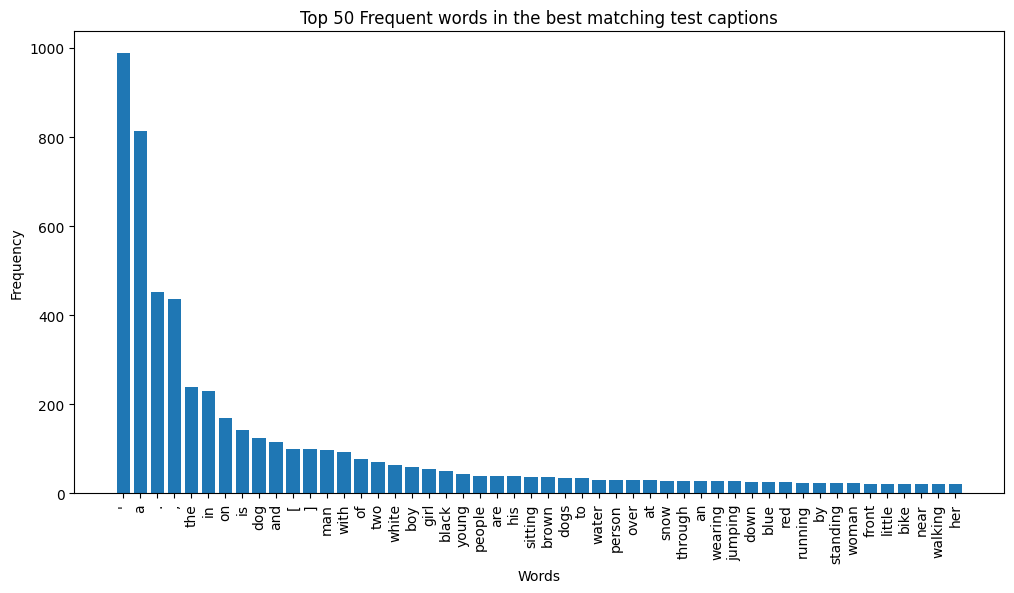 Top 50 Frequent words in the best matching test captions
Frequency
1000
800
600
400
200
0
'
a
.
,
the
in
on
is
dog
and
[
]
man
with
of
two
white
boy
girl
black
young
people
are
his
sitting
brown
dogs
to
water
person
over
at
snow
through
an
wearing
jumping
down
blue
red
running
by
standing
woman
front
little
bike
near
walking
her
Words